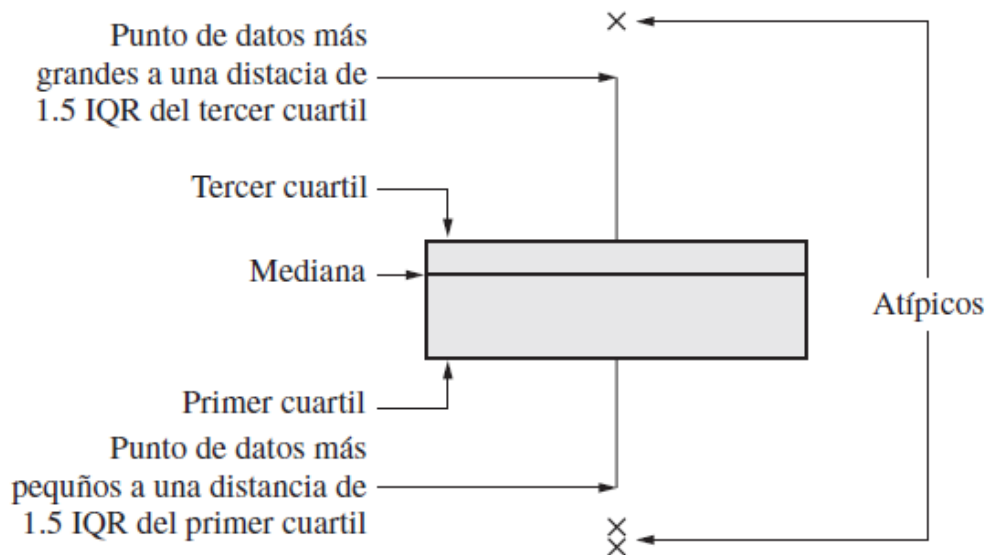 Punto de datos más
grandes a una distacia de
1.5 IQR del tercer cuartil
Tercer cuartil
Mediana
Atípicos
Primer cuartil
Punto de datos más
pequños a una distancia de
1.5 IQR del primer cuartil